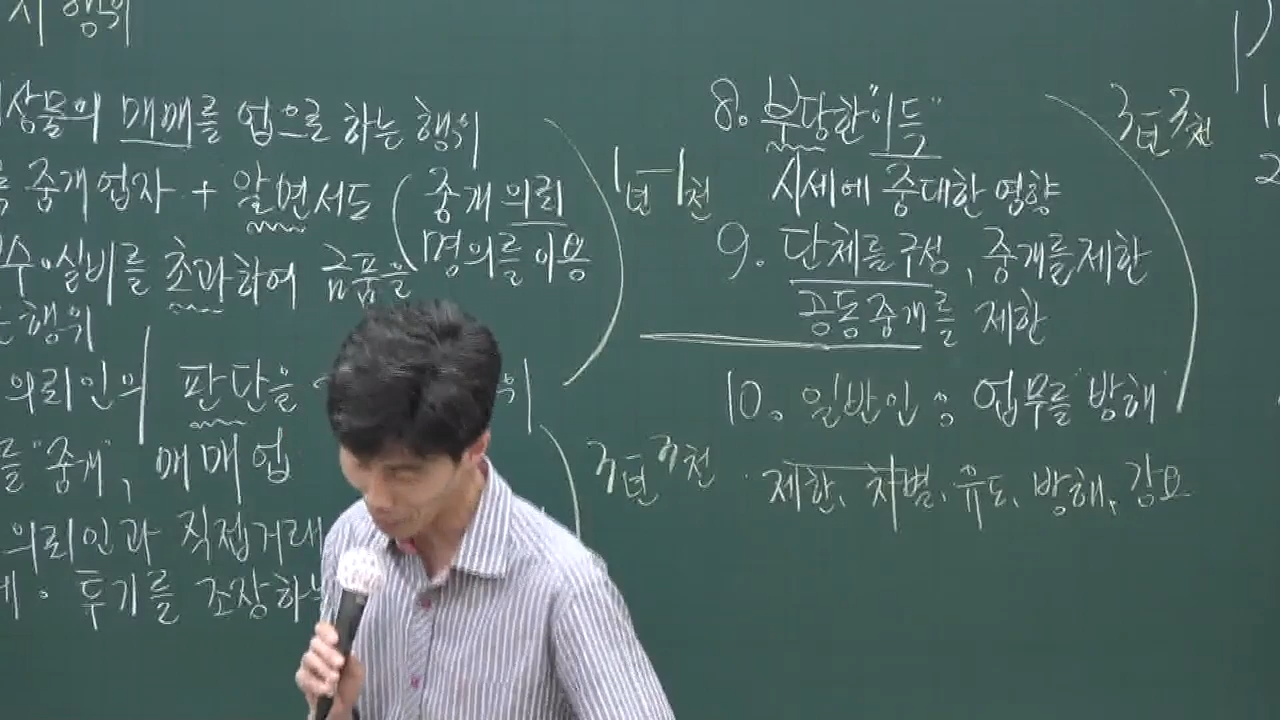 행위
상물의 매매를 업으로 하는 행위
중개업자 + 알면서도 (중개의뢰
명의를 이용
1년-1천
수·실비를 초과하여 금품을
행위
의뢰인의 판단을
를 "중개", 매매업
의뢰인과 직접거래
투기를 조장하는
3년 3천
8. 부당한 "이득"
시세에 중대한 영향
3년 3천
9. 단체를 구성, 중개를 제한
공동중개를 제한
10. 일반인 : 업무를 "방해"
제한, 차별, 유도, 방해, 강요